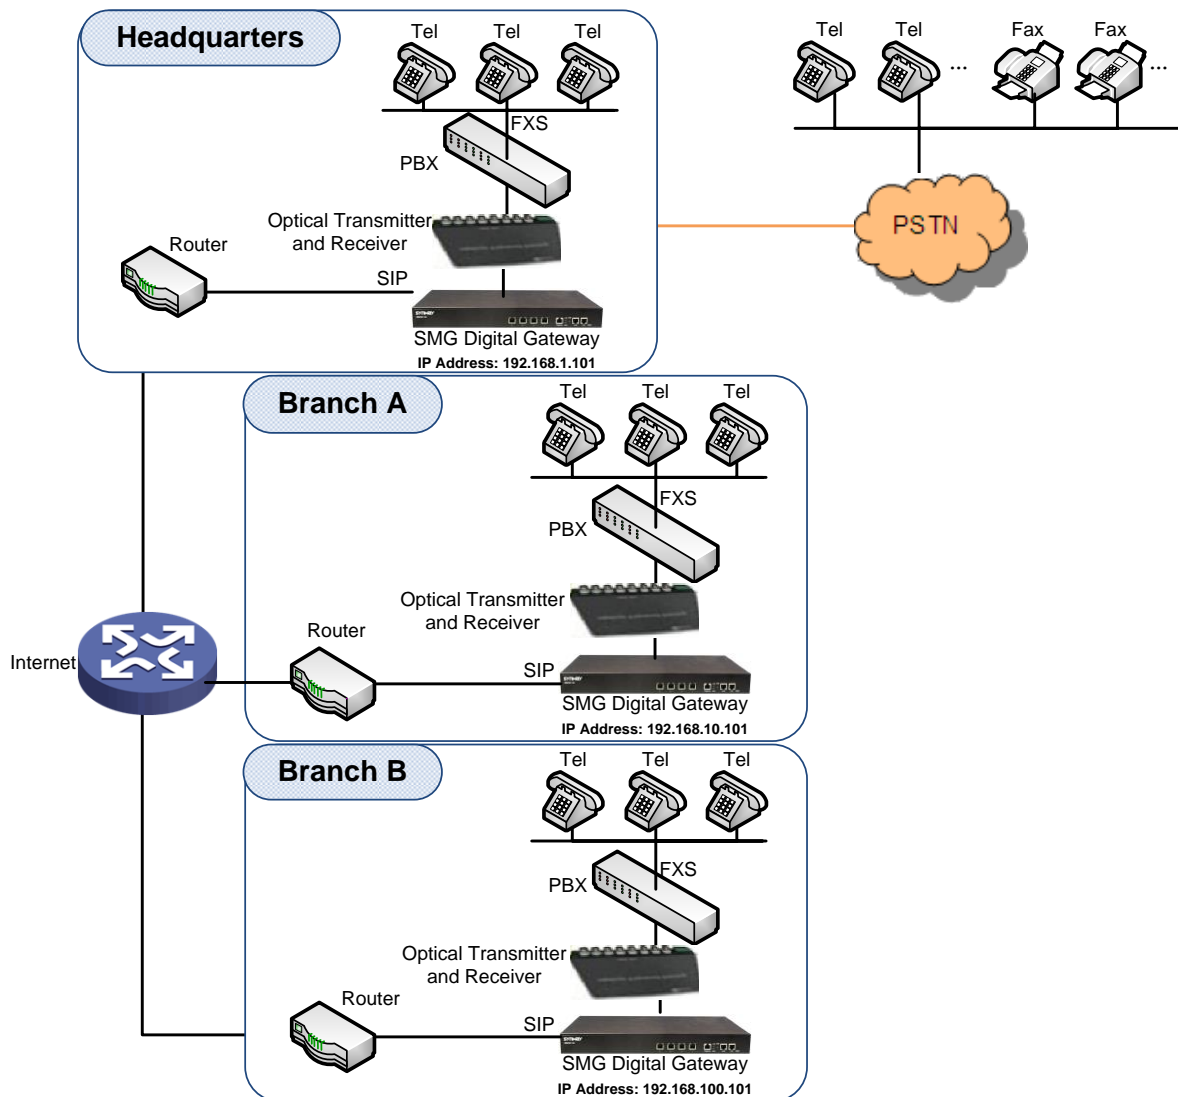 Headquarters
Tel
Tel
Tel
FXS
PBX
Optical Transmitter
and Receiver
Router
SIP
SMG Digital Gateway
IP Address: 192.168.1.101
Tel
Tel
...
Fax
Fax
...
PSTN
Branch A
Tel
Tel
Tel
FXS
PBX
Optical Transmitter
and Receiver
Router
SIP
SMG Digital Gateway
IP Address: 192.168.10.101
Internet
Branch B
Tel
Tel
Tel
FXS
PBX
Optical Transmitter
and Receiver
Router
SIP
SMG Digital Gateway
IP Address: 192.168.100.101